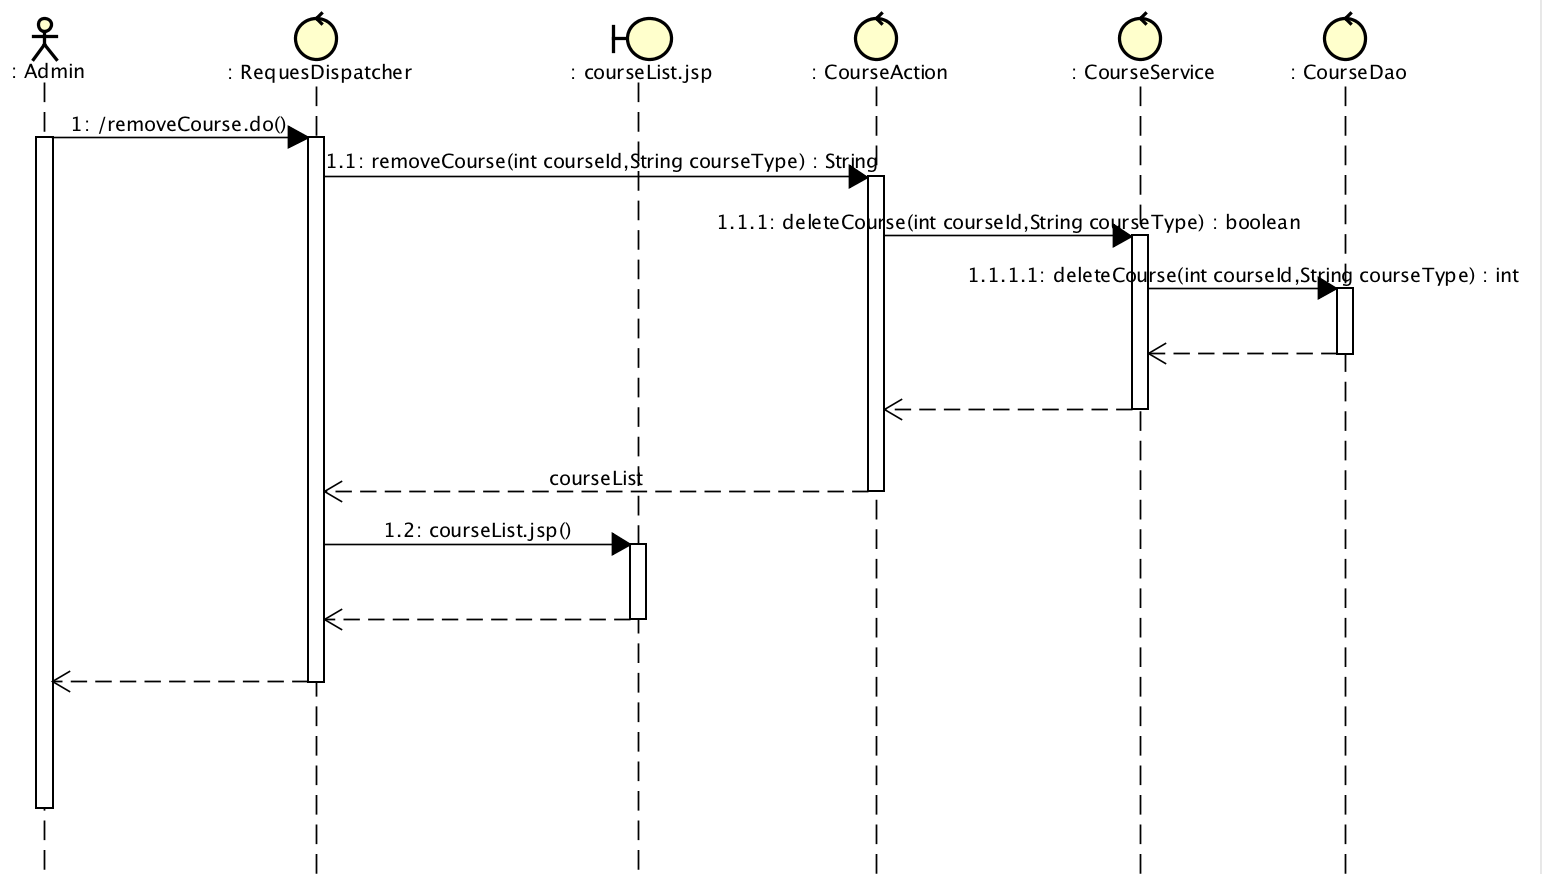 : Admin
: RequesDispatcher
: courseList.jsp
: CourseAction
: CourseService
: CourseDao
1: /removeCourse.do()
1.1: removeCourse(int courseId,String courseType) : String
1.1.1: deleteCourse(int courseId,String courseType) : boolean
1.1.1.1: deleteCourse(int courseId,String courseType) : int
courseList
1.2: courseList.jsp()